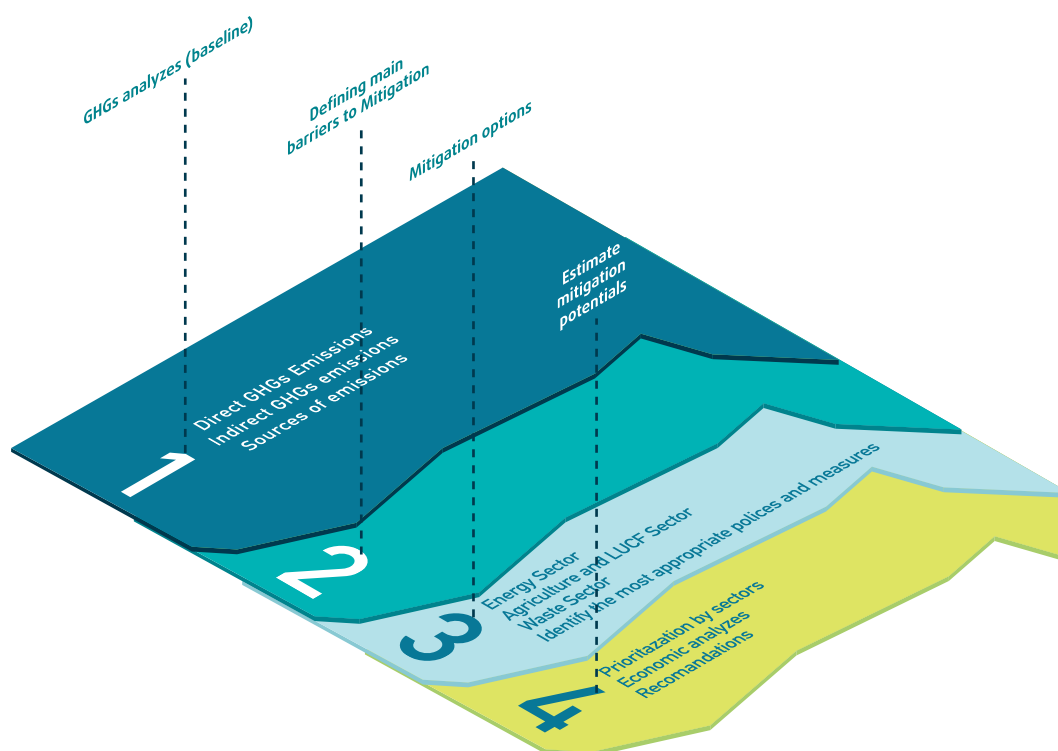 GHGs analyzes (baseline)
Defining main
barriers to Mitigation
Mitigation options
Estimate
mitigation
potentials
1
Direct GHGs Emissions
Indirect GHGs emissions
Sources of emissions
2
3
Energy Sector
Agriculture and LUCF Sector
Waste Sector
Identify the most appropriate polices and measures
4
Prioritazation by sectors
Economic analyzes
Recomandations